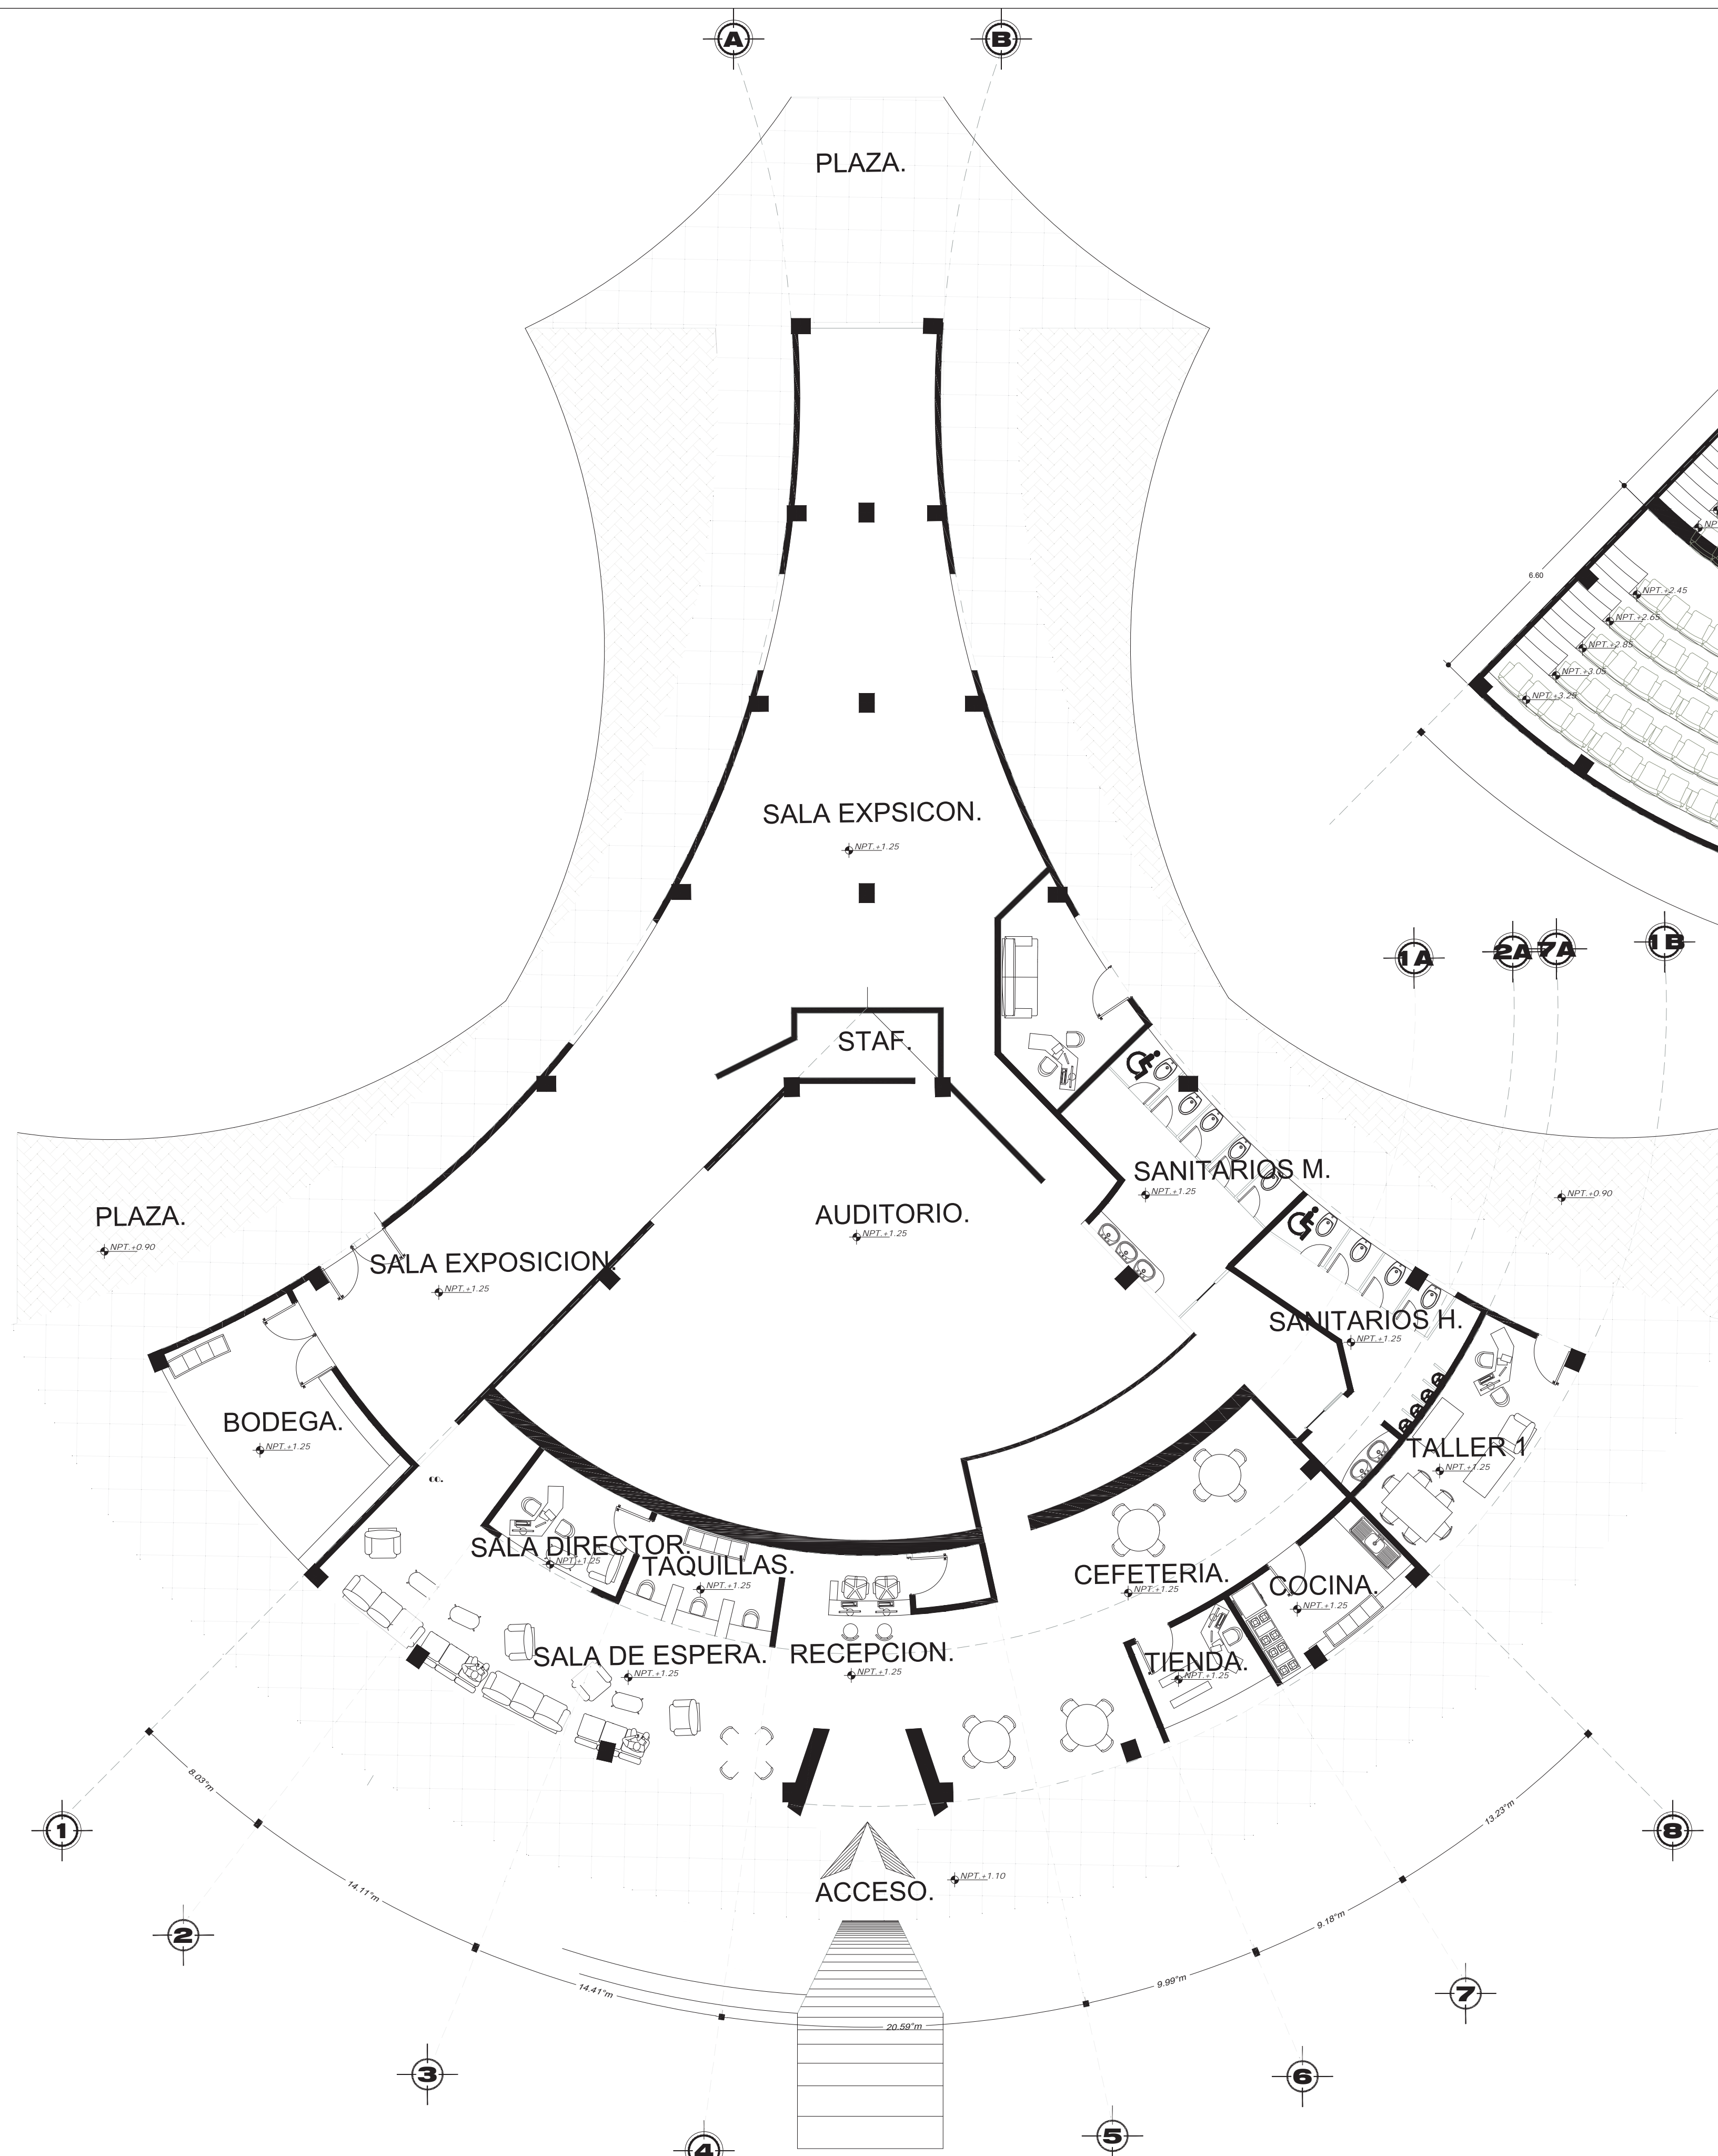 A
B
PLAZA.
6.60
NPT.+2.45
NPT.+2.65
NPT.+2.85
NPT.+3.05
NPT.+3.25
SALA EXPSICON.
NPT.+1.25
1A
2A
7A
1B
STAF.
SANITARIOS M.
NPT.+1.25
NPT.+0.90
PLAZA.
NPT.+0.90
AUDITORIO.
NPT.+1.25
SALA EXPOSICION.
NPT.+1.25
SANITARIOS H.
NPT.+1.25
BODEGA.
NPT.+1.25
CC.
TALLER 1
NPT.+1.25
SALA DIRECTOR.
NPT.+1.25
TAQUILLAS.
NPT.+1.25
CEFETERIA.
NPT.+1.25
COCINA.
NPT.+1.25
SALA DE ESPERA.
NPT.+1.25
RECEPCION.
NPT.+1.25
TIENDA.
NPT.+1.25
8.03"m
13.23"m
1
8
ACCESO.
NPT.+1.10
14.11"m
9.18"m
2
14.41"m
9.99"m
7
20.59"m
3
6
5
4